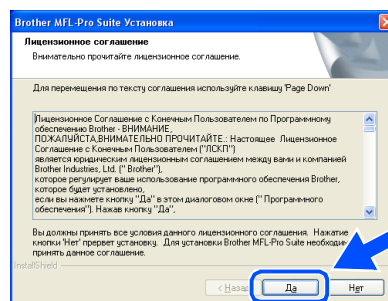 Brother MFL-Pro Suite Установка
Лицензионное соглашение
Внимательно прочитайте лицензионное соглашение.
Для перемещения по тексту соглашения используйте клавишу 'Page Down'
Лицензионное Соглашение с Конечным Пользователем по Программному
обеспечению Brother - ВНИМАНИЕ,
ПОЖАЛУЙСТА,ВНИМАТЕЛЬНО ПРОЧИТАЙТЕ.: Настоящее Лицензионное
Соглашение с Конечным Пользователем ("ЛСКП")
является юридическим лицензионным соглашением между вами и компанией
Brother Industries, Ltd. (" Brother"),
которое регулирует ваше использование программного обеспечения Brother,
которое будет установлено,
если вы нажмете кнопку "Да" в этом диалоговом окне (" Программного
обеспечения"). Нажав кнопку "Да",
Вы должны принять все условия данного лицензионного соглашения. Нажатие
кнопки 'Нет' прервет установку. Для установки Brother MFL-Pro Suite необходимо
принять данное соглашение.
InstallShield
< Назад
Да
Нет